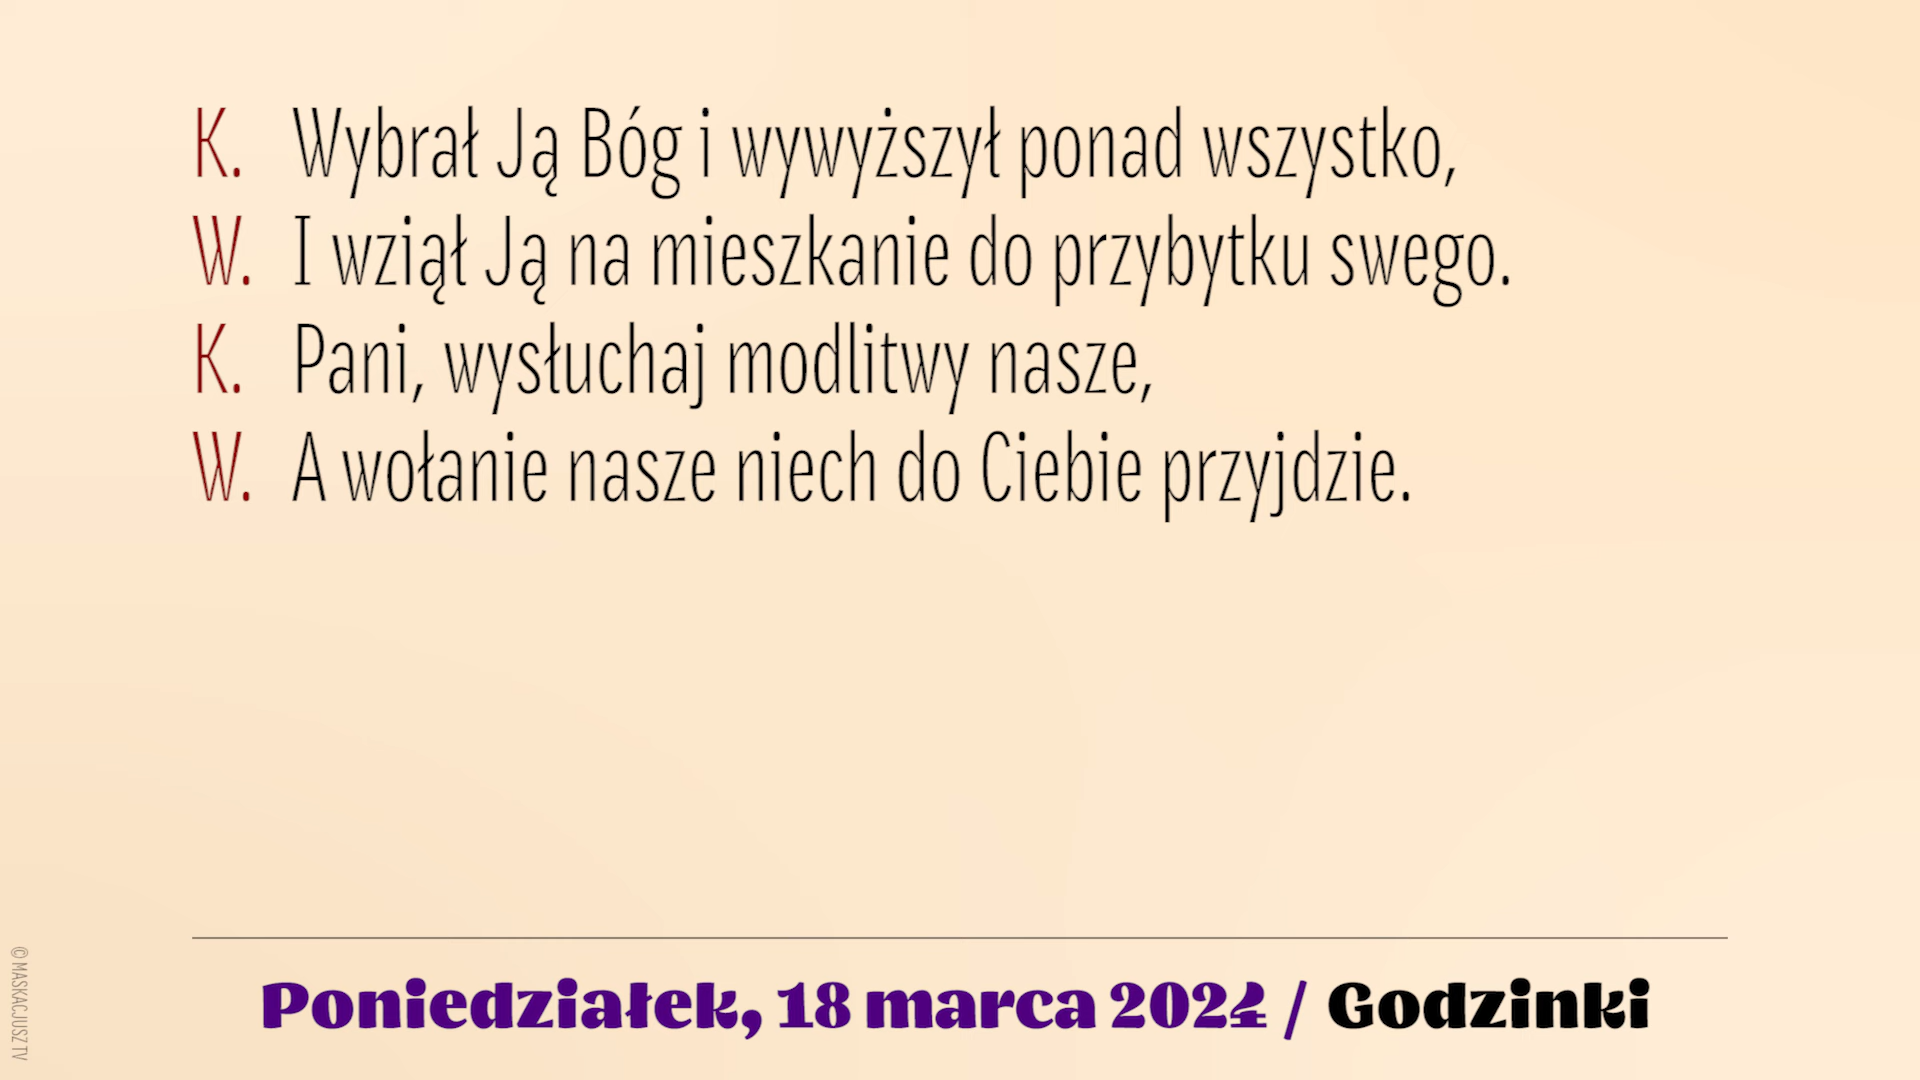 K. Wybrał Ją Bóg i wywyższył ponad wszystko,
W. I wziął Ją na mieszkanie do przybytku swego.
K. Pani, wysłuchaj modlitwy nasze,
W. A wołanie nasze niech do Ciebie przyjdzie.
Poniedziałek, 18 marca 2024 / Godzinki
© MASKACJUSZ TV